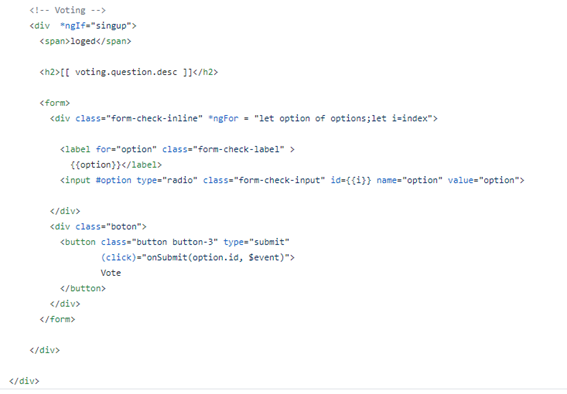 <!-- Voting -->
<div  *ngIf="singup">
<span>loged</span>
<h2>[[ voting.question.desc ]]</h2>
<form>
<div class="form-check-inline" *ngFor = "let option of options;let i=index">
<label for="option" class="form-check-label" >
{{option}}</label>
<input #option type="radio" class="form-check-input" id={{i}} name="option" value="option">
</div>
<div class="boton">
<button class="button button-3" type="submit"
(click)="onSubmit(option.id, $event)">
Vote
</button>
</div>
</form>
</div>
</div>